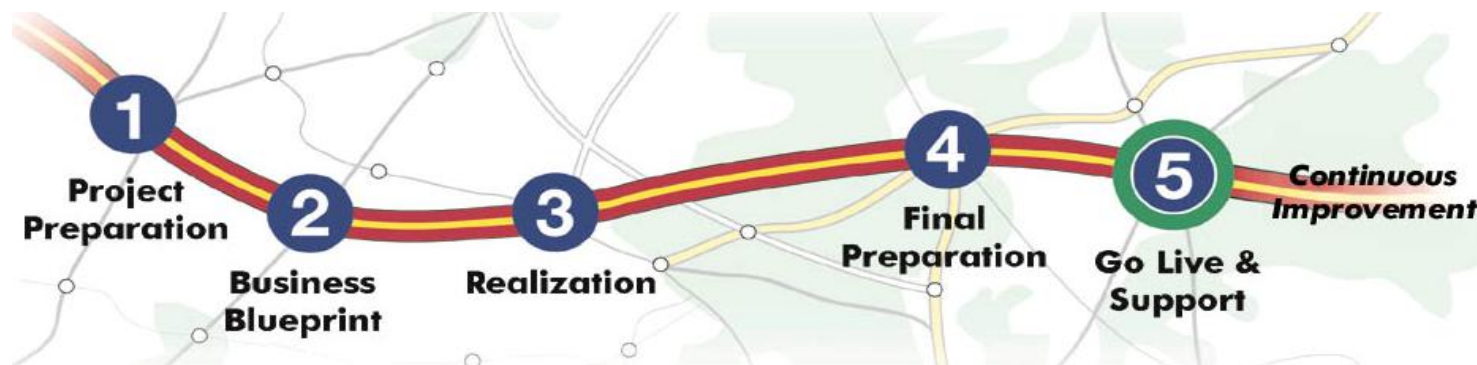 1
Project
Preparation
2
Business
Blueprint
3
Realization
4
Final
Preparation
5
Go Live &
Support
Continuous
Improvement